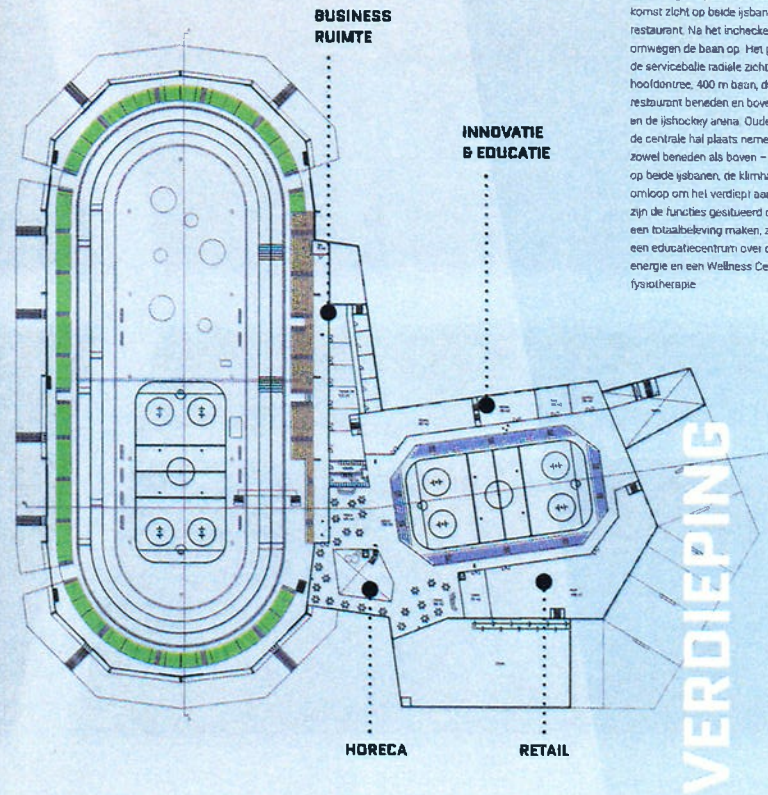 BUSINESS
RUIMTE
INNOVATIE
& EDUCATIE
komst zicht op beide ijsban
restaurant. Na het inchecke
omwegen de baan op. Het p
de servicebalie radiale zicht
hoofdentree, 400 m baan, d
restaurant beneden en bove
en de ijshockey arena. Oude
de centrale hal plaats neme
zowel beneden als boven –
op beide ijsbanen, de klimha
omloop om het verdiept aan
zijn de functies gesitueerd d
een totaalbeleving maken, z
een educatiecentrum over d
energie en een Wellness Ce
fysiotherapie
VERDIEPING
HORECA
RETAIL